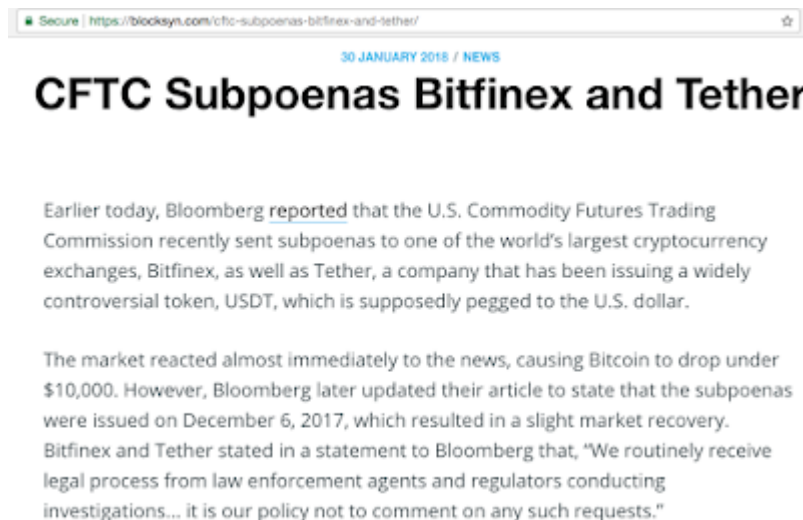 Secure | https://blocksyn.com/cftc-subpoenas-bitfinex-and-tether/
30 JANUARY 2018 / NEWS
CFTC Subpoenas Bitfinex and Tether
Earlier today, Bloomberg reported that the U.S. Commodity Futures Trading
Commission recently sent subpoenas to one of the world's largest cryptocurrency
exchanges, Bitfinex, as well as Tether, a company that has been issuing a widely
controversial token, USDT, which is supposedly pegged to the U.S. dollar.
The market reacted almost immediately to the news, causing Bitcoin to drop under
$10,000. However, Bloomberg later updated their article to state that the subpoenas
were issued on December 6, 2017, which resulted in a slight market recovery.
Bitfinex and Tether stated in a statement to Bloomberg that, “We routinely receive
legal process from law enforcement agents and regulators conducting
investigations... it is our policy not to comment on any such requests.”